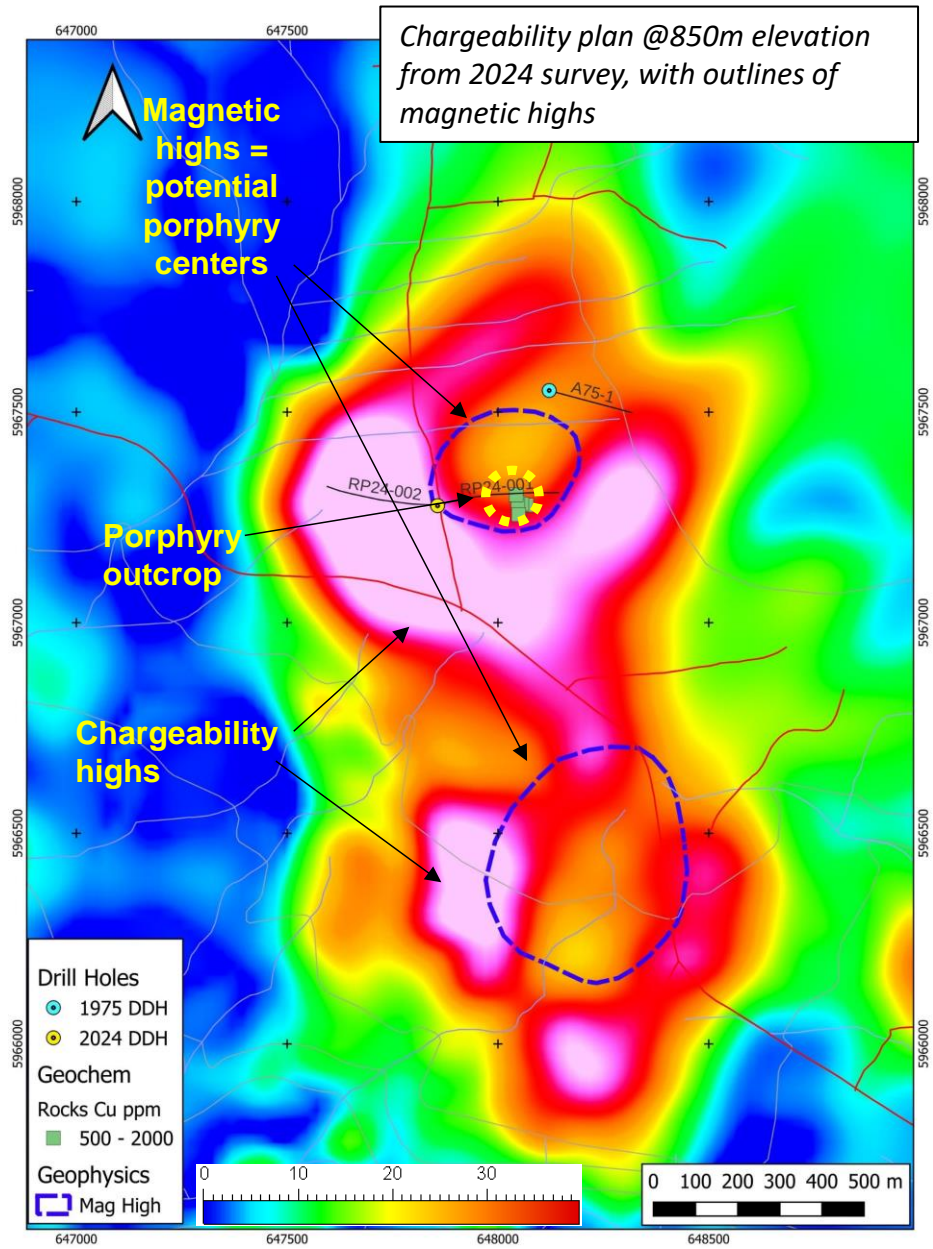 647000
647500
Chargeability plan @850m elevation
from 2024 survey, with outlines of
magnetic highs
Magnetic
highs =
potential
porphyry
centers
5968000
5968000
A75-1
5967500
5967500
RP24-002
RP24-001
Porphyry
outcrop
5967000
5967000
Chargeability
highs
5966500
5966500
Drill Holes
1975 DDH
2024 DDH
5966000
5966000
Geochem
Rocks Cu ppm
500 - 2000
Geophysics
Mag High
0 10 20 30
0 100 200 300 400 500 m
647000
647500
648000
648500